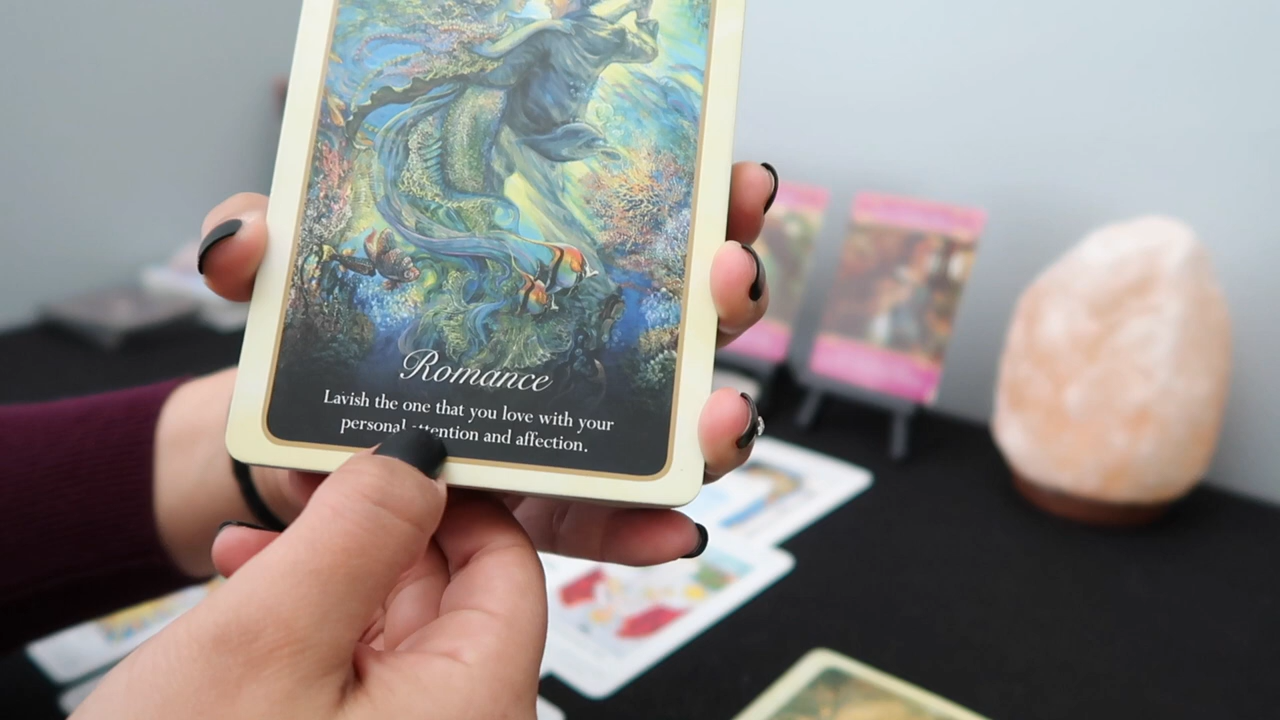 Romance
Lavish the one that you love with your
personal attention and affection.